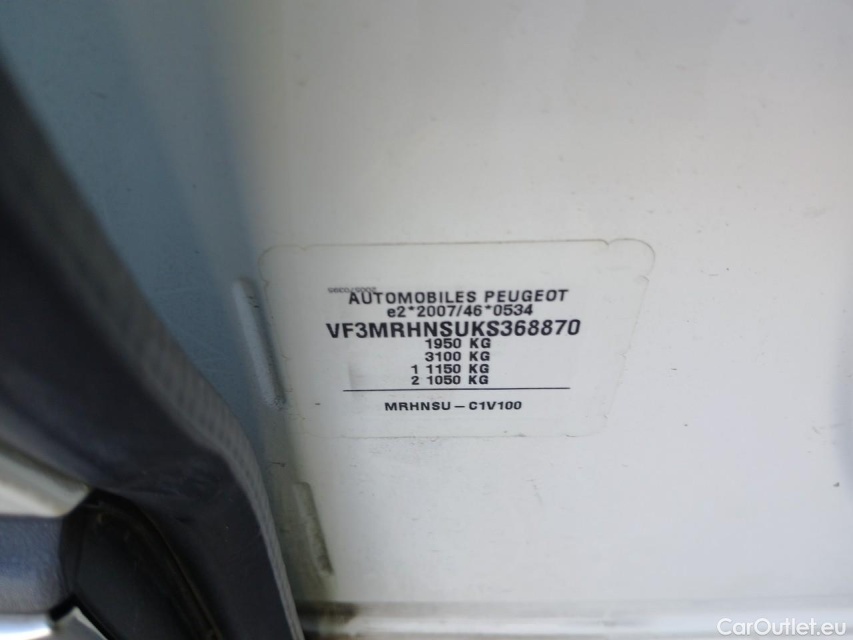 AUTOMOBILES PEUGEOT
e2*2007/46*0534
VF3MRHNSUKS368870
1950 KG
3100 KG
1 1150 KG
2 1050 KG
MRHNSU - C1V100
CarOutlet.eu